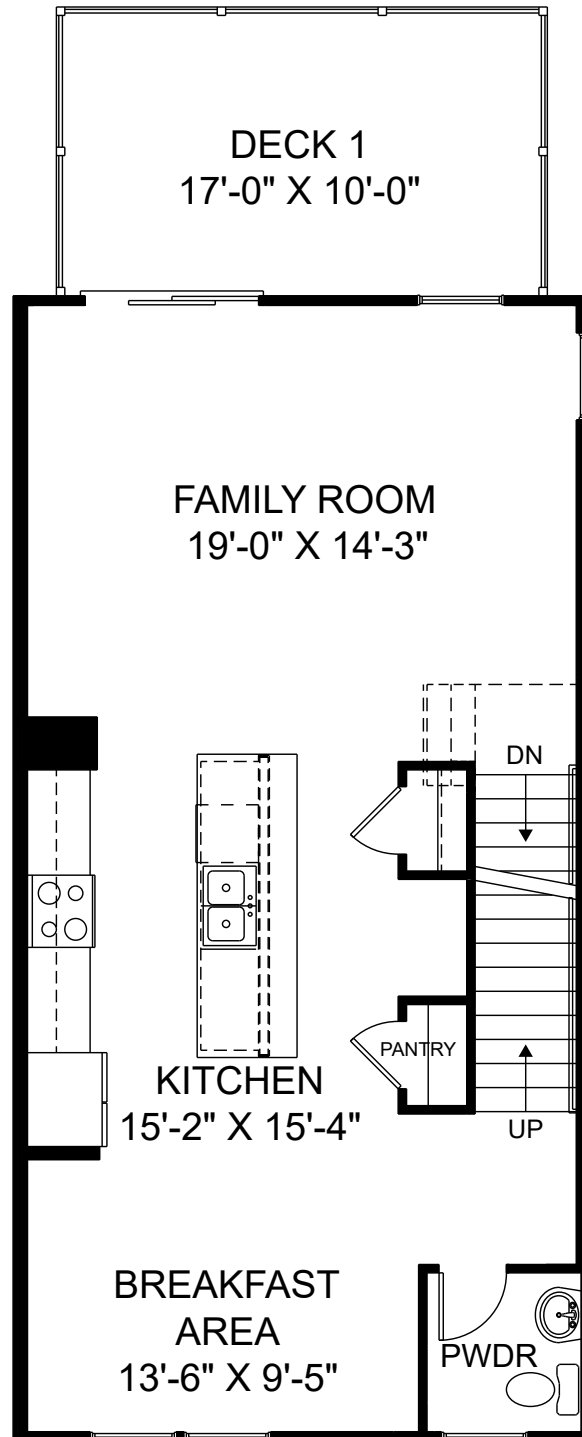 DECK 1
17'-0" X 10'-0"
FAMILY ROOM
19'-0" X 14'-3"
DN
PANTRY
KITCHEN
15'-2" X 15'-4"
UP
BREAKFAST
AREA
13'-6" X 9'-5"
PWDR